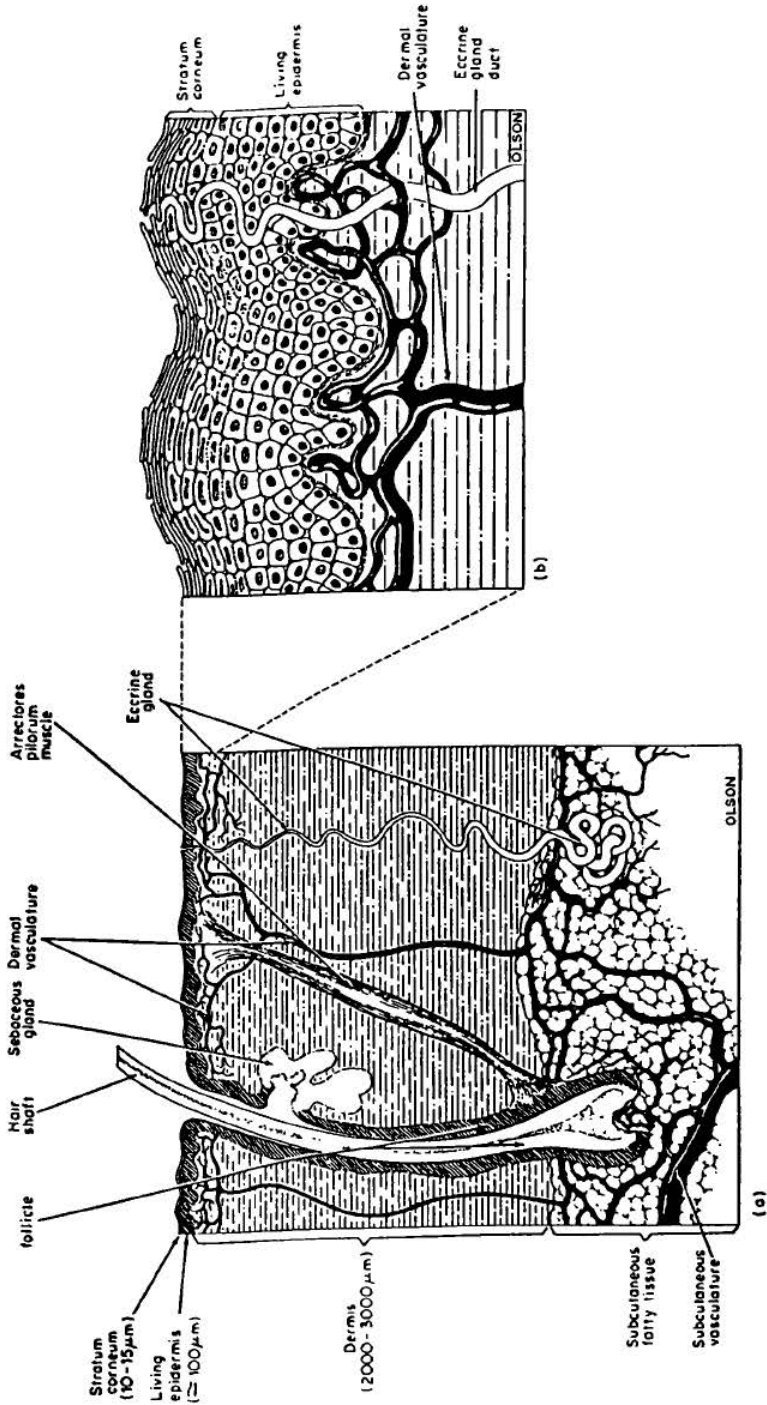 Stratum
corneum
(10-15μm)
Living
epidermis
(≃ 100μm)
follicle
Hair
shaft
Sebaceous
gland
Dermal
vasculature
Arrectores
pilorum
muscle
Eccrine
gland
Dermis
(2000-3000μm)
Subcutaneous
fatty tissue
Subcutaneous
vasculature
OLSON
(a)
Stratum
corneum
Living
epidermis
Dermal
vasculature
Eccrine
gland
duct
OLSON
(b)